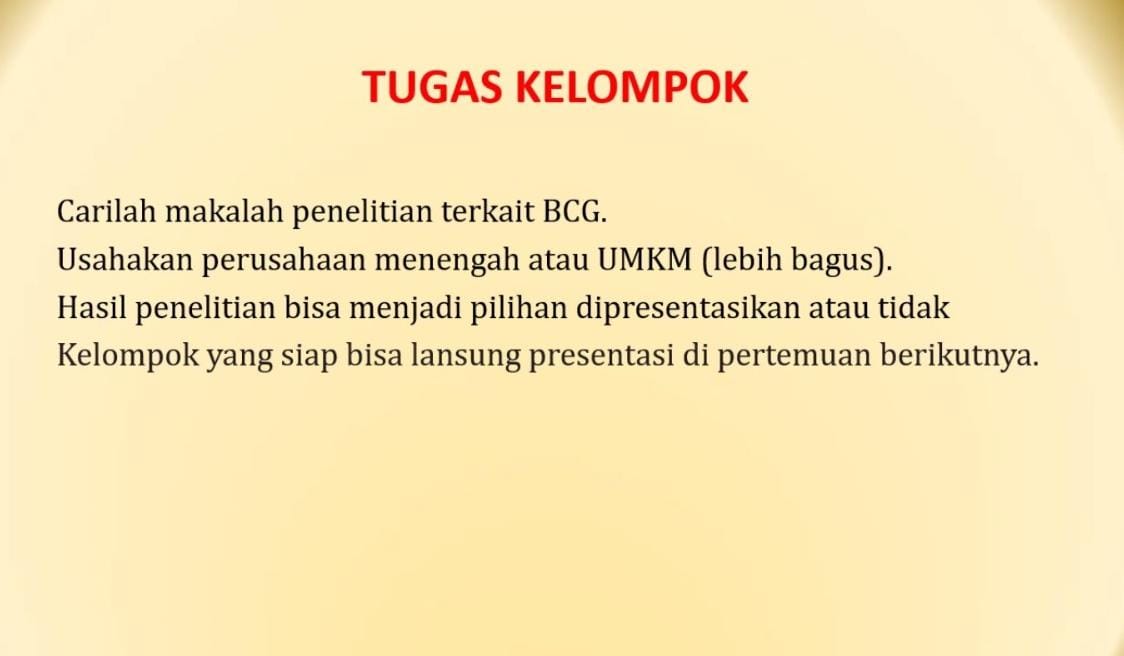 TUGAS KELOMPOK
Carilah makalah penelitian terkait BCG.
Usahakan perusahaan menengah atau UMKM (lebih bagus).
Hasil penelitian bisa menjadi pilihan dipresentasikan atau tidak
Kelompok yang siap bisa lansung presentasi di pertemuan berikutnya.